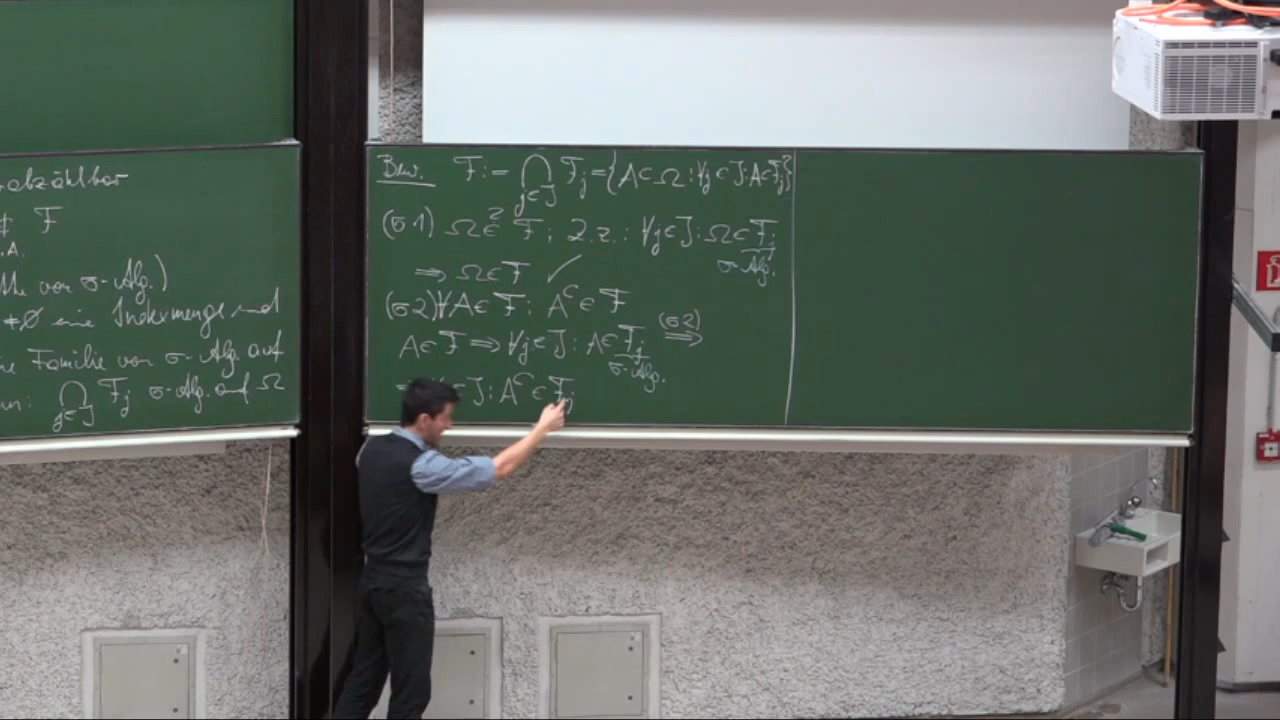 abzählbar
∉ F
.A.
von σ-Alg.)
≠∅ eine Indexmenge und
Familie von σ-Alg. auf
⋂ F_j σ-Alg. auf Ω
j∈J
Bew. F := ⋂_{j∈J} F_j = {A⊂Ω : ∀j∈J: A∈F_j}
(σ1) Ω ∈^? F; z.z.: ∀j∈J: Ω∈F_j
σ-Alg.
⇒ Ω∈F ✓
(σ2) ∀A∈F: A^C∈F
A∈F ⇒ ∀j∈J: A∈F_j ⇒^{(σ2)}
σ-Alg.
J: A^C∈F_j